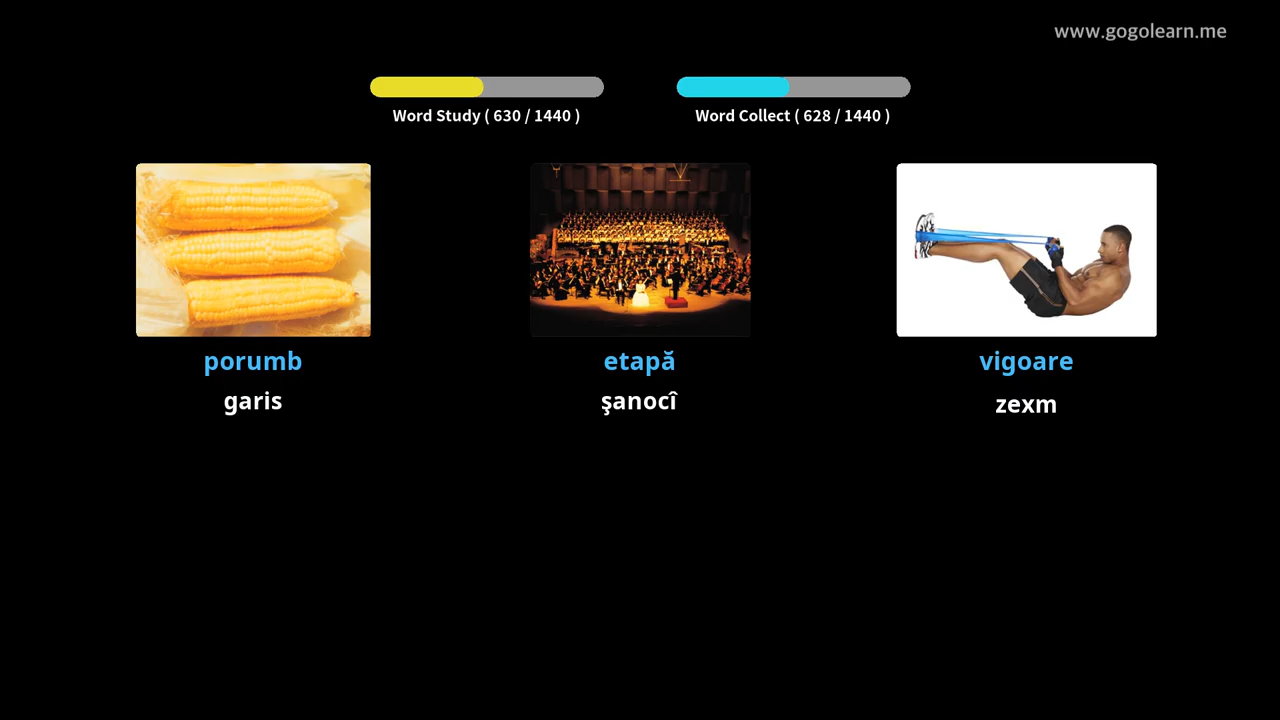 www.gogolearn.me
Word Study ( 630 / 1440 )
Word Collect ( 628 / 1440 )
porumb
etapă
vigoare
garis
şanocî
zexm